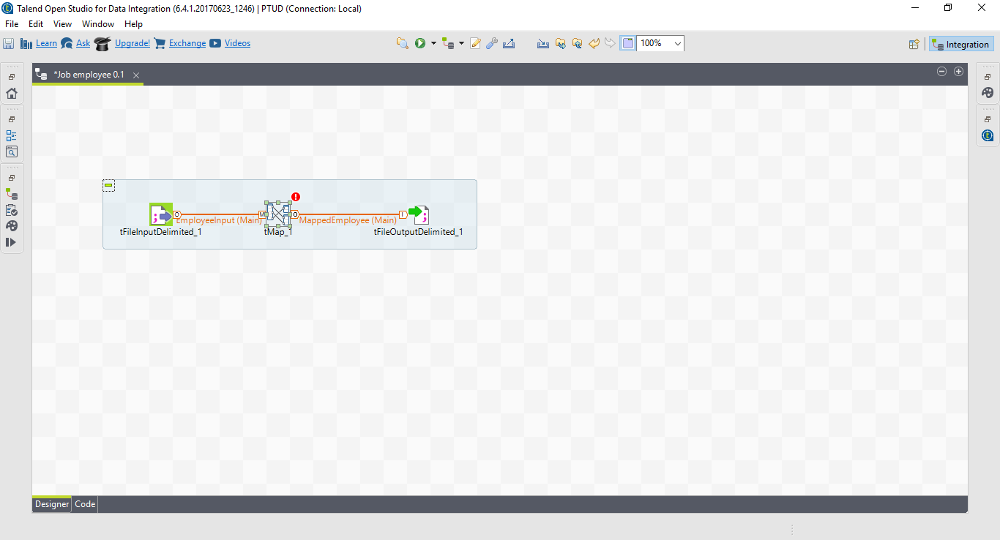 Talend Open Studio for Data Integration (6.4.1.20170623_1246) | PTUD (Connection: Local)
File Edit View Window Help
Learn Ask Upgrade! Exchange Videos 100% Integration
*Job employee 0.1
EmployeeInput (Main) MappedEmployee (Main)
tFileInputDelimited_1 tMap_1 tFileOutputDelimited_1
Designer Code